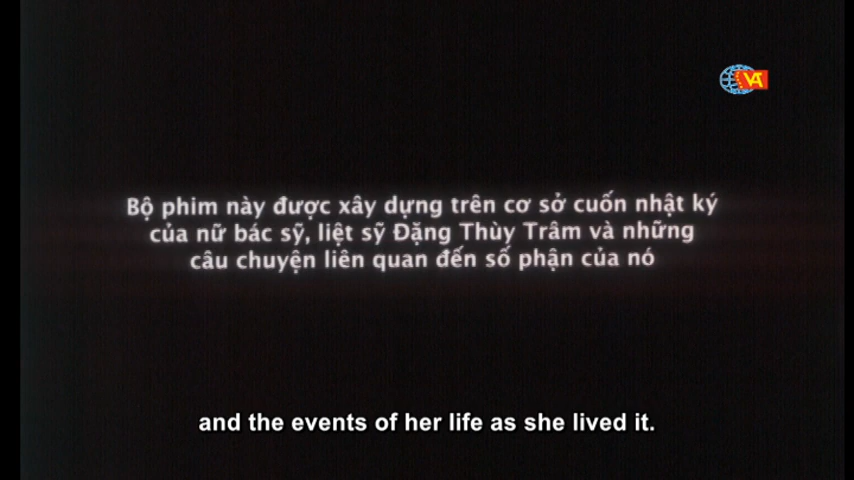 VA
Bộ phim này được xây dựng trên cơ sở cuốn nhật ký
của nữ bác sỹ, liệt sỹ Đặng Thùy Trâm và những
câu chuyện liên quan đến số phận của nó
and the events of her life as she lived it.